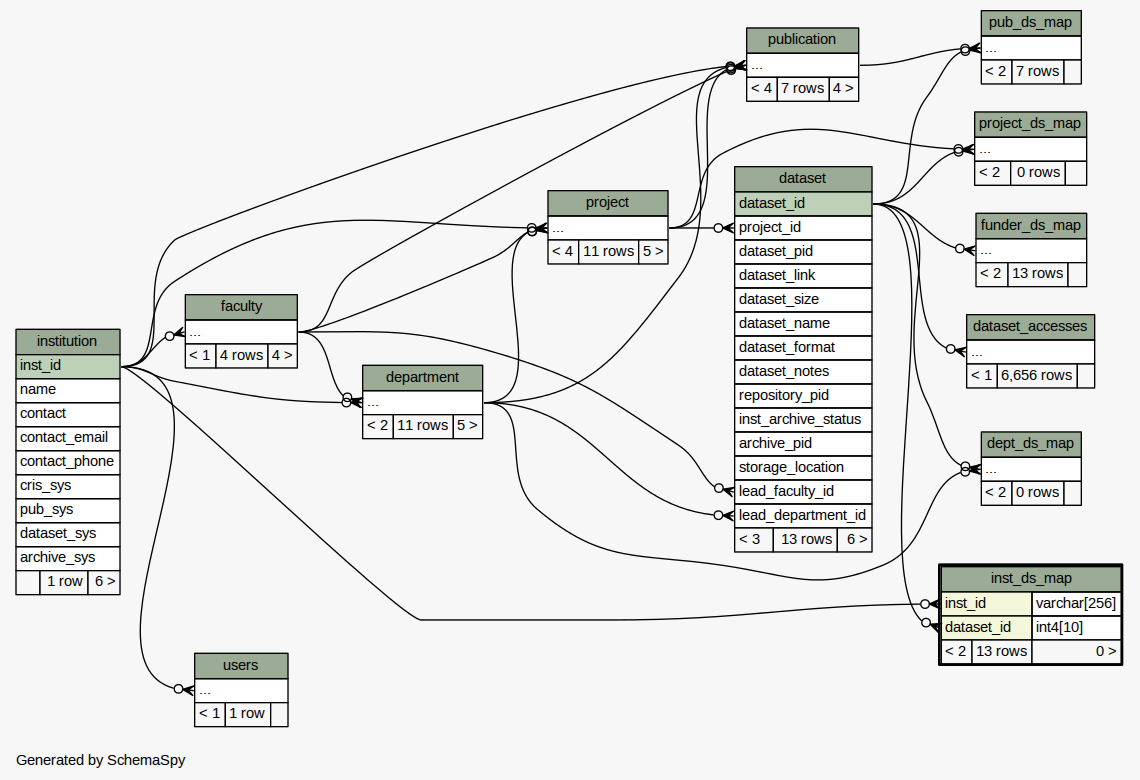 publication
...
< 4 7 rows 4 >
pub_ds_map
...
< 2 7 rows
project_ds_map
...
< 2 0 rows
dataset
dataset_id
project_id
dataset_pid
dataset_link
dataset_size
dataset_name
dataset_format
dataset_notes
repository_pid
inst_archive_status
archive_pid
storage_location
lead_faculty_id
lead_department_id
< 3 13 rows 6 >
project
...
< 4 11 rows 5 >
funder_ds_map
...
< 2 13 rows
faculty
...
< 1 4 rows 4 >
dataset_accesses
...
< 1 6,656 rows
institution
inst_id
name
contact
contact_email
contact_phone
cris_sys
pub_sys
dataset_sys
archive_sys
1 row 6 >
department
...
< 2 11 rows 5 >
dept_ds_map
...
< 2 0 rows
inst_ds_map
inst_id varchar[256]
dataset_id int4[10]
< 2 13 rows 0 >
users
...
< 1 1 row
Generated by SchemaSpy